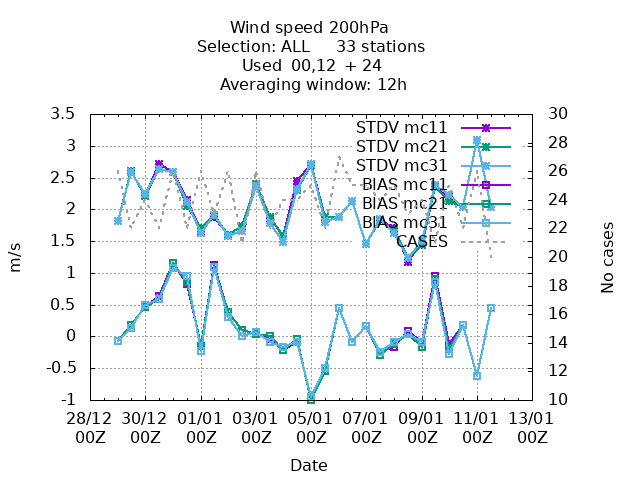 Wind speed 200hPa
Selection: ALL 33 stations
Used 00,12 + 24
Averaging window: 12h
STDV mc11
STDV mc21
STDV mc31
BIAS mc11
BIAS mc21
BIAS mc31
CASES
3.5
3
2.5
2
1.5
1
0.5
0
-0.5
-1
m/s
30
28
26
24
22
20
18
16
14
12
10
No cases
28/12 30/12 01/01 03/01 05/01 07/01 09/01 11/01 13/01
00Z 00Z 00Z 00Z 00Z 00Z 00Z 00Z 00Z
Date